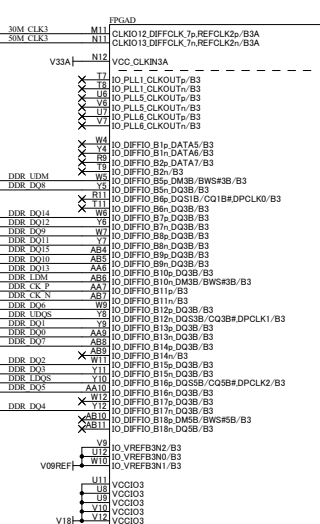 FPGAD
30M CLK3 M11 CLKIO12_DIFFCLK_7p,REFCLK2p/B3A
50M CLK3 N11 CLKIO13_DIFFCLK_7n,REFCLK2n/B3A
V33A N12 VCC_CLKIN3A
T7 IO_PLL1_CLKOUTp/B3
T8 IO_PLL1_CLKOUTn/B3
U6 IO_PLL5_CLKOUTp/B3
V6 IO_PLL5_CLKOUTn/B3
U7 IO_PLL6_CLKOUTp/B3
V7 IO_PLL6_CLKOUTn/B3
W4 IO_DIFFIO_B1p_DATA5/B3
Y4 IO_DIFFIO_B1n_DATA6/B3
R9 IO_DIFFIO_B2p_DATA7/B3
T9 IO_DIFFIO_B2n/B3
DDR_UDM W5 IO_DIFFIO_B5p_DM3B/BWS#3B/B3
DDR_DQ8 Y5 IO_DIFFIO_B5n_DQ3B/B3
R11 IO_DIFFIO_B6p_DQS1B/CQ1B#,DPCLK0/B3
T11 IO_DIFFIO_B6n_DQ3B/B3
DDR_DQ14 W6 IO_DIFFIO_B7p_DQ3B/B3
DDR_DQ12 Y6 IO_DIFFIO_B7n_DQ3B/B3
DDR_DQ9 W7 IO_DIFFIO_B8p_DQ3B/B3
DDR_DQ11 Y7 IO_DIFFIO_B8n_DQ3B/B3
DDR_DQ15 AB4 IO_DIFFIO_B9p_DQ3B/B3
DDR_DQ10 AB5 IO_DIFFIO_B9n_DQ3B/B3
DDR_DQ13 AA6 IO_DIFFIO_B10p_DQ3B/B3
DDR_LDM AB6 IO_DIFFIO_B10n_DM3B/BWS#3B/B3
DDR_CK_P AA7 IO_DIFFIO_B11p/B3
DDR_CK_N AB7 IO_DIFFIO_B11n/B3
DDR_DQ6 W9 IO_DIFFIO_B12p_DQ3B/B3
DDR_UDQS Y8 IO_DIFFIO_B12n_DQS3B/CQ3B#,DPCLK1/B3
DDR_DQ1 Y9 IO_DIFFIO_B13p_DQ3B/B3
DDR_DQ0 AA9 IO_DIFFIO_B13n_DQ3B/B3
DDR_DQ7 AB8 IO_DIFFIO_B14p_DQ3B/B3
AB9 IO_DIFFIO_B14n/B3
DDR_DQ2 W11 IO_DIFFIO_B15p_DQ3B/B3
DDR_DQ3 Y11 IO_DIFFIO_B15n_DQ3B/B3
DDR_LDQS Y10 IO_DIFFIO_B16p_DQS5B/CQ5B#,DPCLK2/B3
DDR_DQ5 AA10 IO_DIFFIO_B16n_DQ3B/B3
W12 IO_DIFFIO_B17p_DQ3B/B3
DDR_DQ4 Y12 IO_DIFFIO_B17n_DQ3B/B3
AB10 IO_DIFFIO_B18p_DM5B/BWS#5B/B3
AB11 IO_DIFFIO_B18n_DQ5B/B3
V9 IO_VREFB3N2/B3
U12 IO_VREFB3N0/B3
V09REF W10 IO_VREFB3N1/B3
U11 VCCIO3
U8 VCCIO3
U9 VCCIO3
V10 VCCIO3
V18 V12 VCCIO3